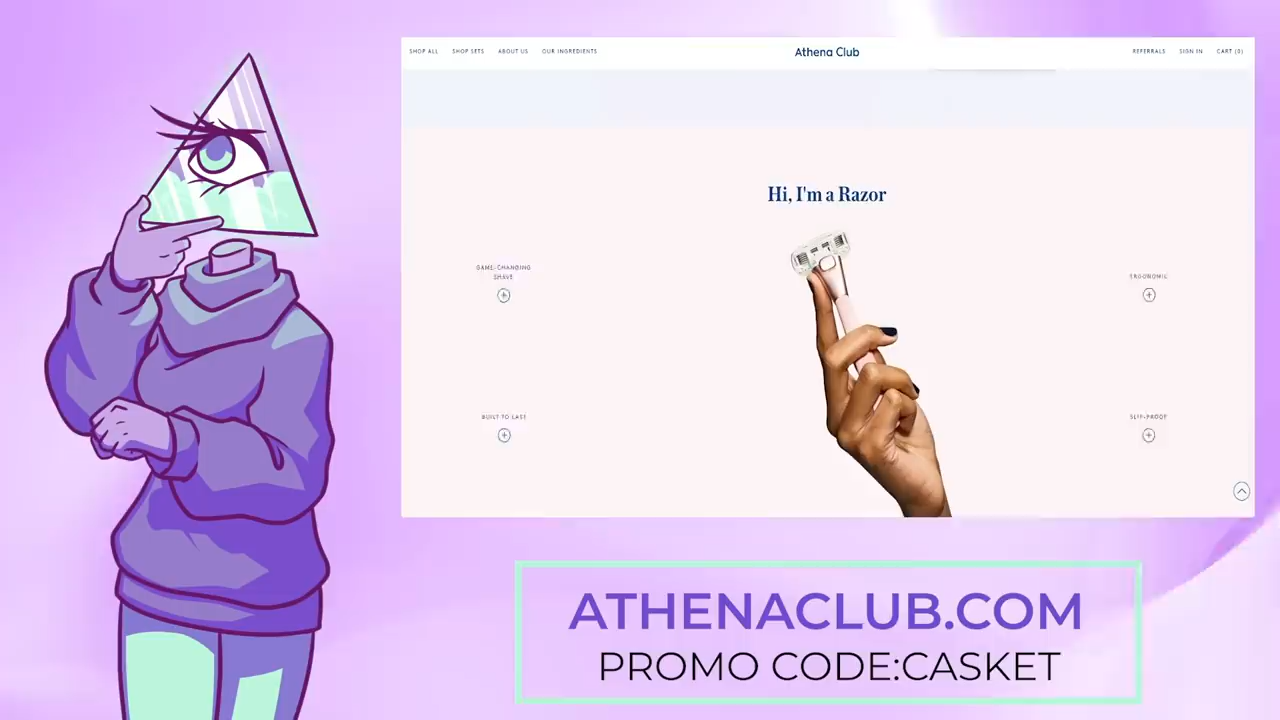 SHOP ALL SHOP SETS ABOUT US OUR INGREDIENTS Athena Club REFERRALS SIGN IN CART (0)
Hi, I'm a Razor
GAME-CHANGING
SHAVE
ERGONOMIC
BUILT TO LAST
SLIP-PROOF
ATHENACLUB.COM
PROMO CODE:CASKET